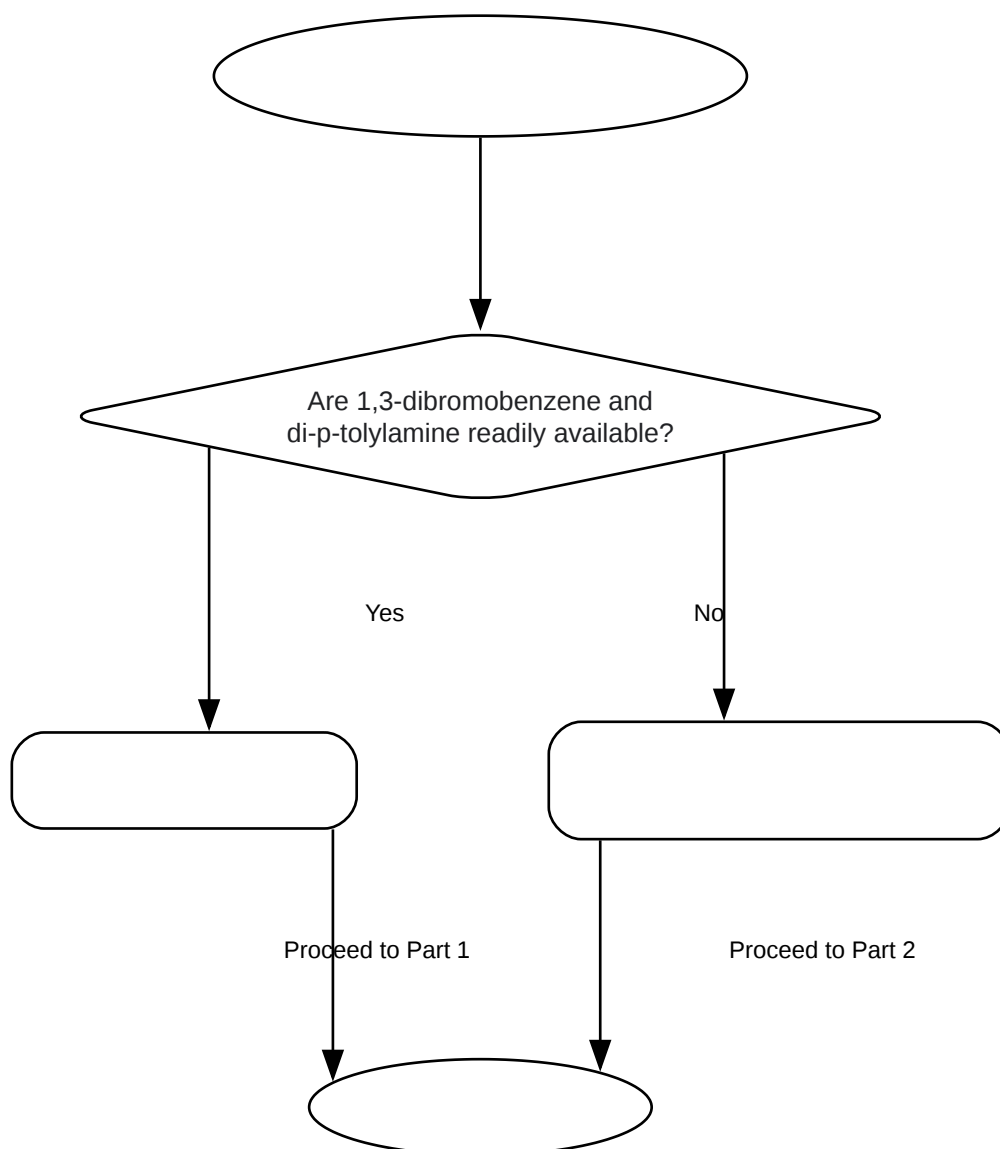 Are 1,3-dibromobenzene and
di-p-tolylamine readily available?
Yes
No
Proceed to Part 1
Proceed to Part 2